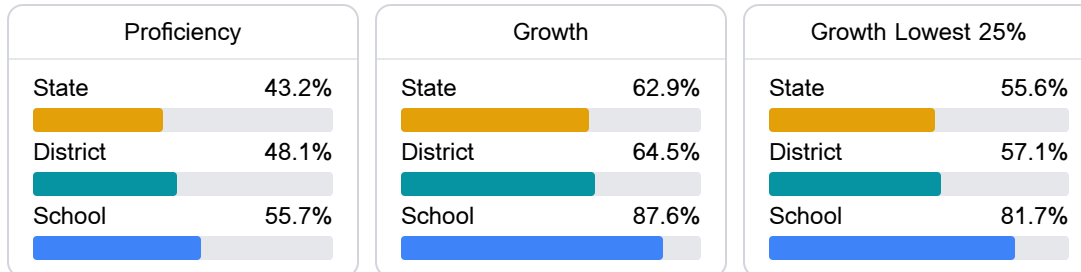 Proficiency
State 43.2%
District 48.1%
School 55.7%
Growth
State 62.9%
District 64.5%
School 87.6%
Growth Lowest 25%
State 55.6%
District 57.1%
School 81.7%